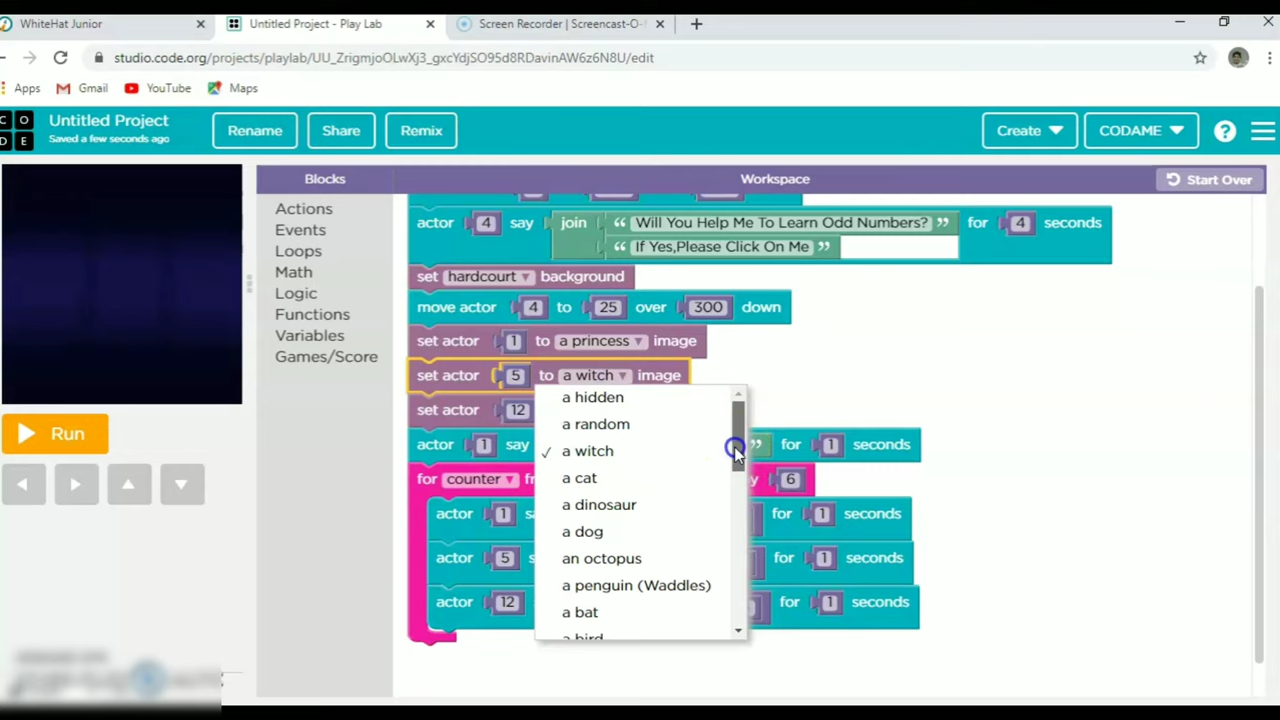 WhiteHat Junior
Untitled Project - Play Lab
Screen Recorder | Screencast-O-
studio.code.org/projects/playlab/UU_ZrigmjoOLwXj3_gxcYdjSO95d8RDavinAW6z6N8U/edit
Apps Gmail YouTube Maps
C O D E
Untitled Project
Saved a few seconds ago
Rename Share Remix Create CODAME ?
Blocks Workspace Start Over
Actions
Events
Loops
Math
Logic
Functions
Variables
Games/Score
Run
actor 4 say join “ Will You Help Me To Learn Odd Numbers? ” for 4 seconds
“ If Yes,Please Click On Me ”
set hardcourt background
move actor 4 to 25 over 300 down
set actor 1 to a princess image
set actor 5 to a witch image
set actor 12
actor 1 say ” for 1 seconds
for counter 6
actor 1 for 1 seconds
actor 5 for 1 seconds
actor 12 for 1 seconds
a hidden
a random
✓ a witch
a cat
a dinosaur
a dog
an octopus
a penguin (Waddles)
a bat
a bird